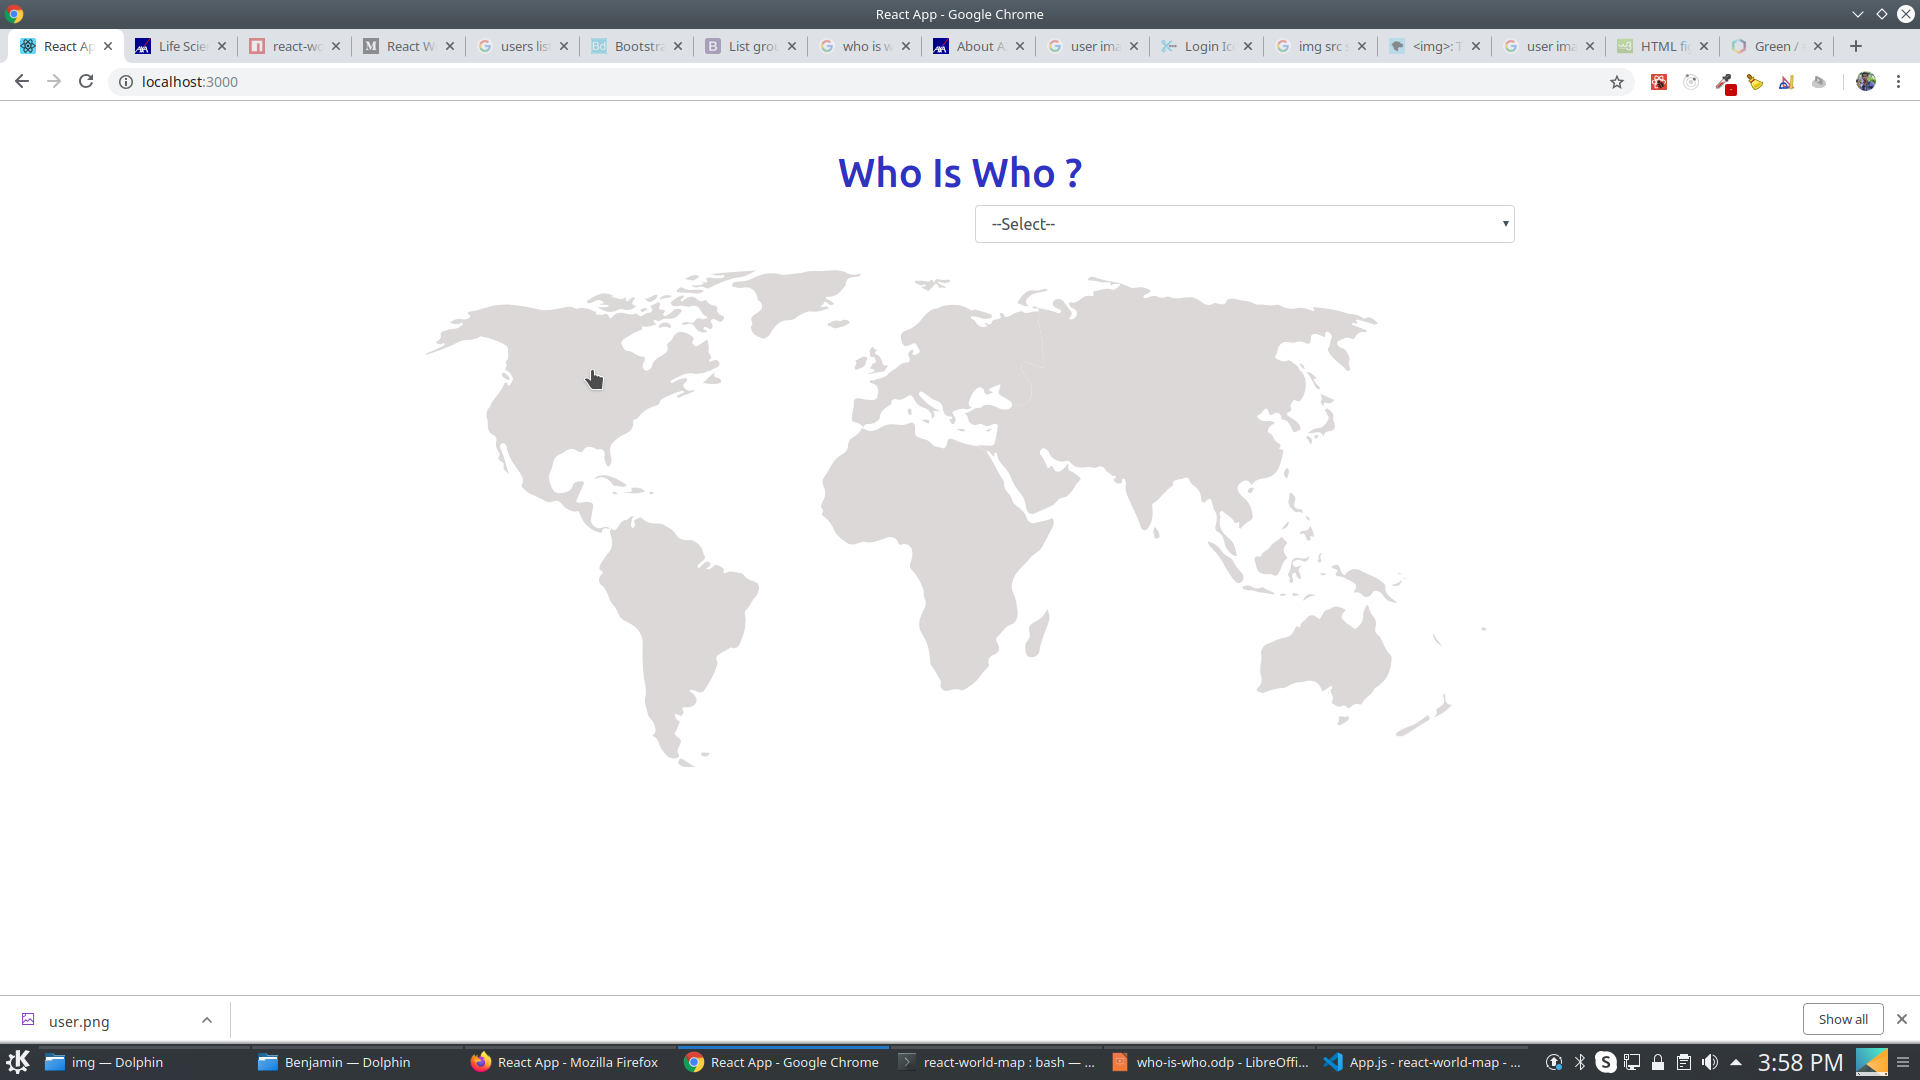 React App - Google Chrome
React Ap
Life Scie
react-wo
React W
users lis
Bootstra
List grou
who is w
About A
user ima
Login Ic
img src s
<img>: T
user ima
HTML fi
Green /
localhost:3000
Who Is Who ?
--Select--
user.png
Show all
img — Dolphin
Benjamin — Dolphin
React App - Mozilla Firefox
React App - Google Chrome
react-world-map : bash — ...
who-is-who.odp - LibreOffi...
App.js - react-world-map - ...
3:58 PM